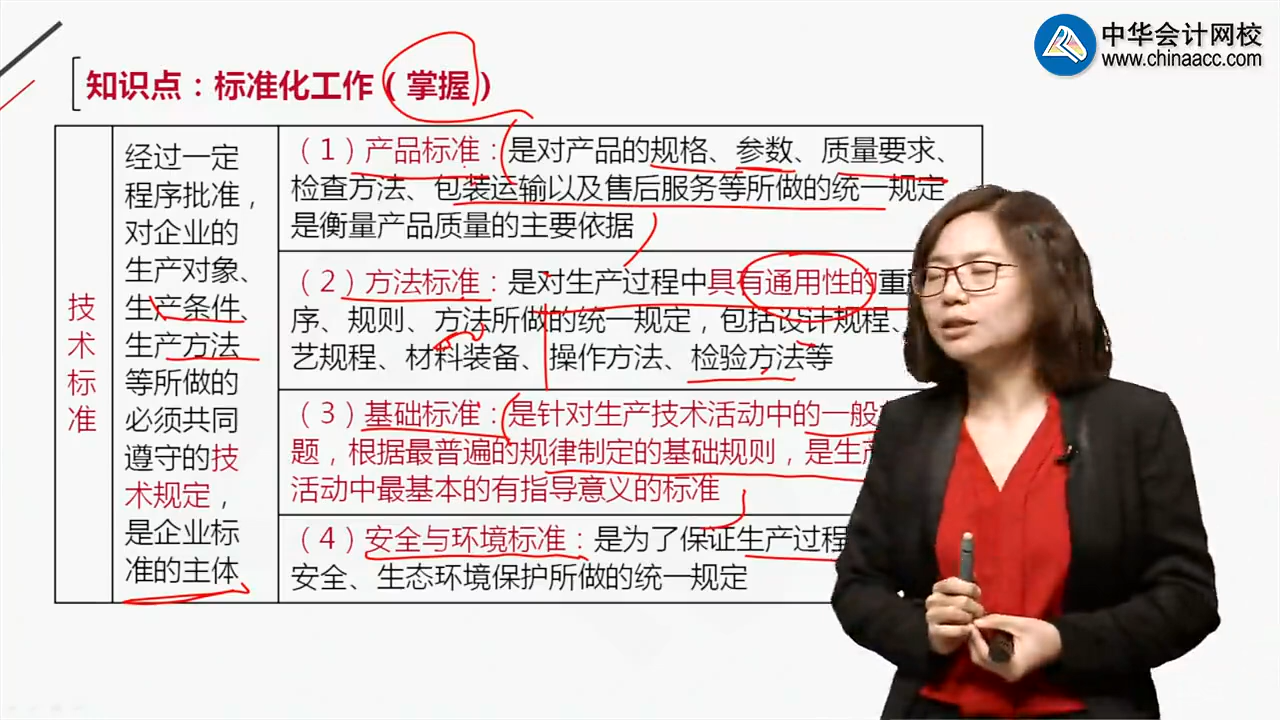 中华会计网校
www.chinaacc.com
知识点：标准化工作（掌握）
技术标准
经过一定
程序批准，
对企业的
生产对象、
生产条件、
生产方法
等所做的
必须共同
遵守的技
术规定，
是企业标
准的主体
（1）产品标准：是对产品的规格、参数、质量要求、
检查方法、包装运输以及售后服务等所做的统一规定
是衡量产品质量的主要依据
（2）方法标准：是对生产过程中具有通用性的重
序、规则、方法所做的统一规定，包括设计规程、
艺规程、材料装备、操作方法、检验方法等
（3）基础标准：是针对生产技术活动中的一般
题，根据最普遍的规律制定的基础规则，是生产
活动中最基本的有指导意义的标准
（4）安全与环境标准：是为了保证生产过程
安全、生态环境保护所做的统一规定